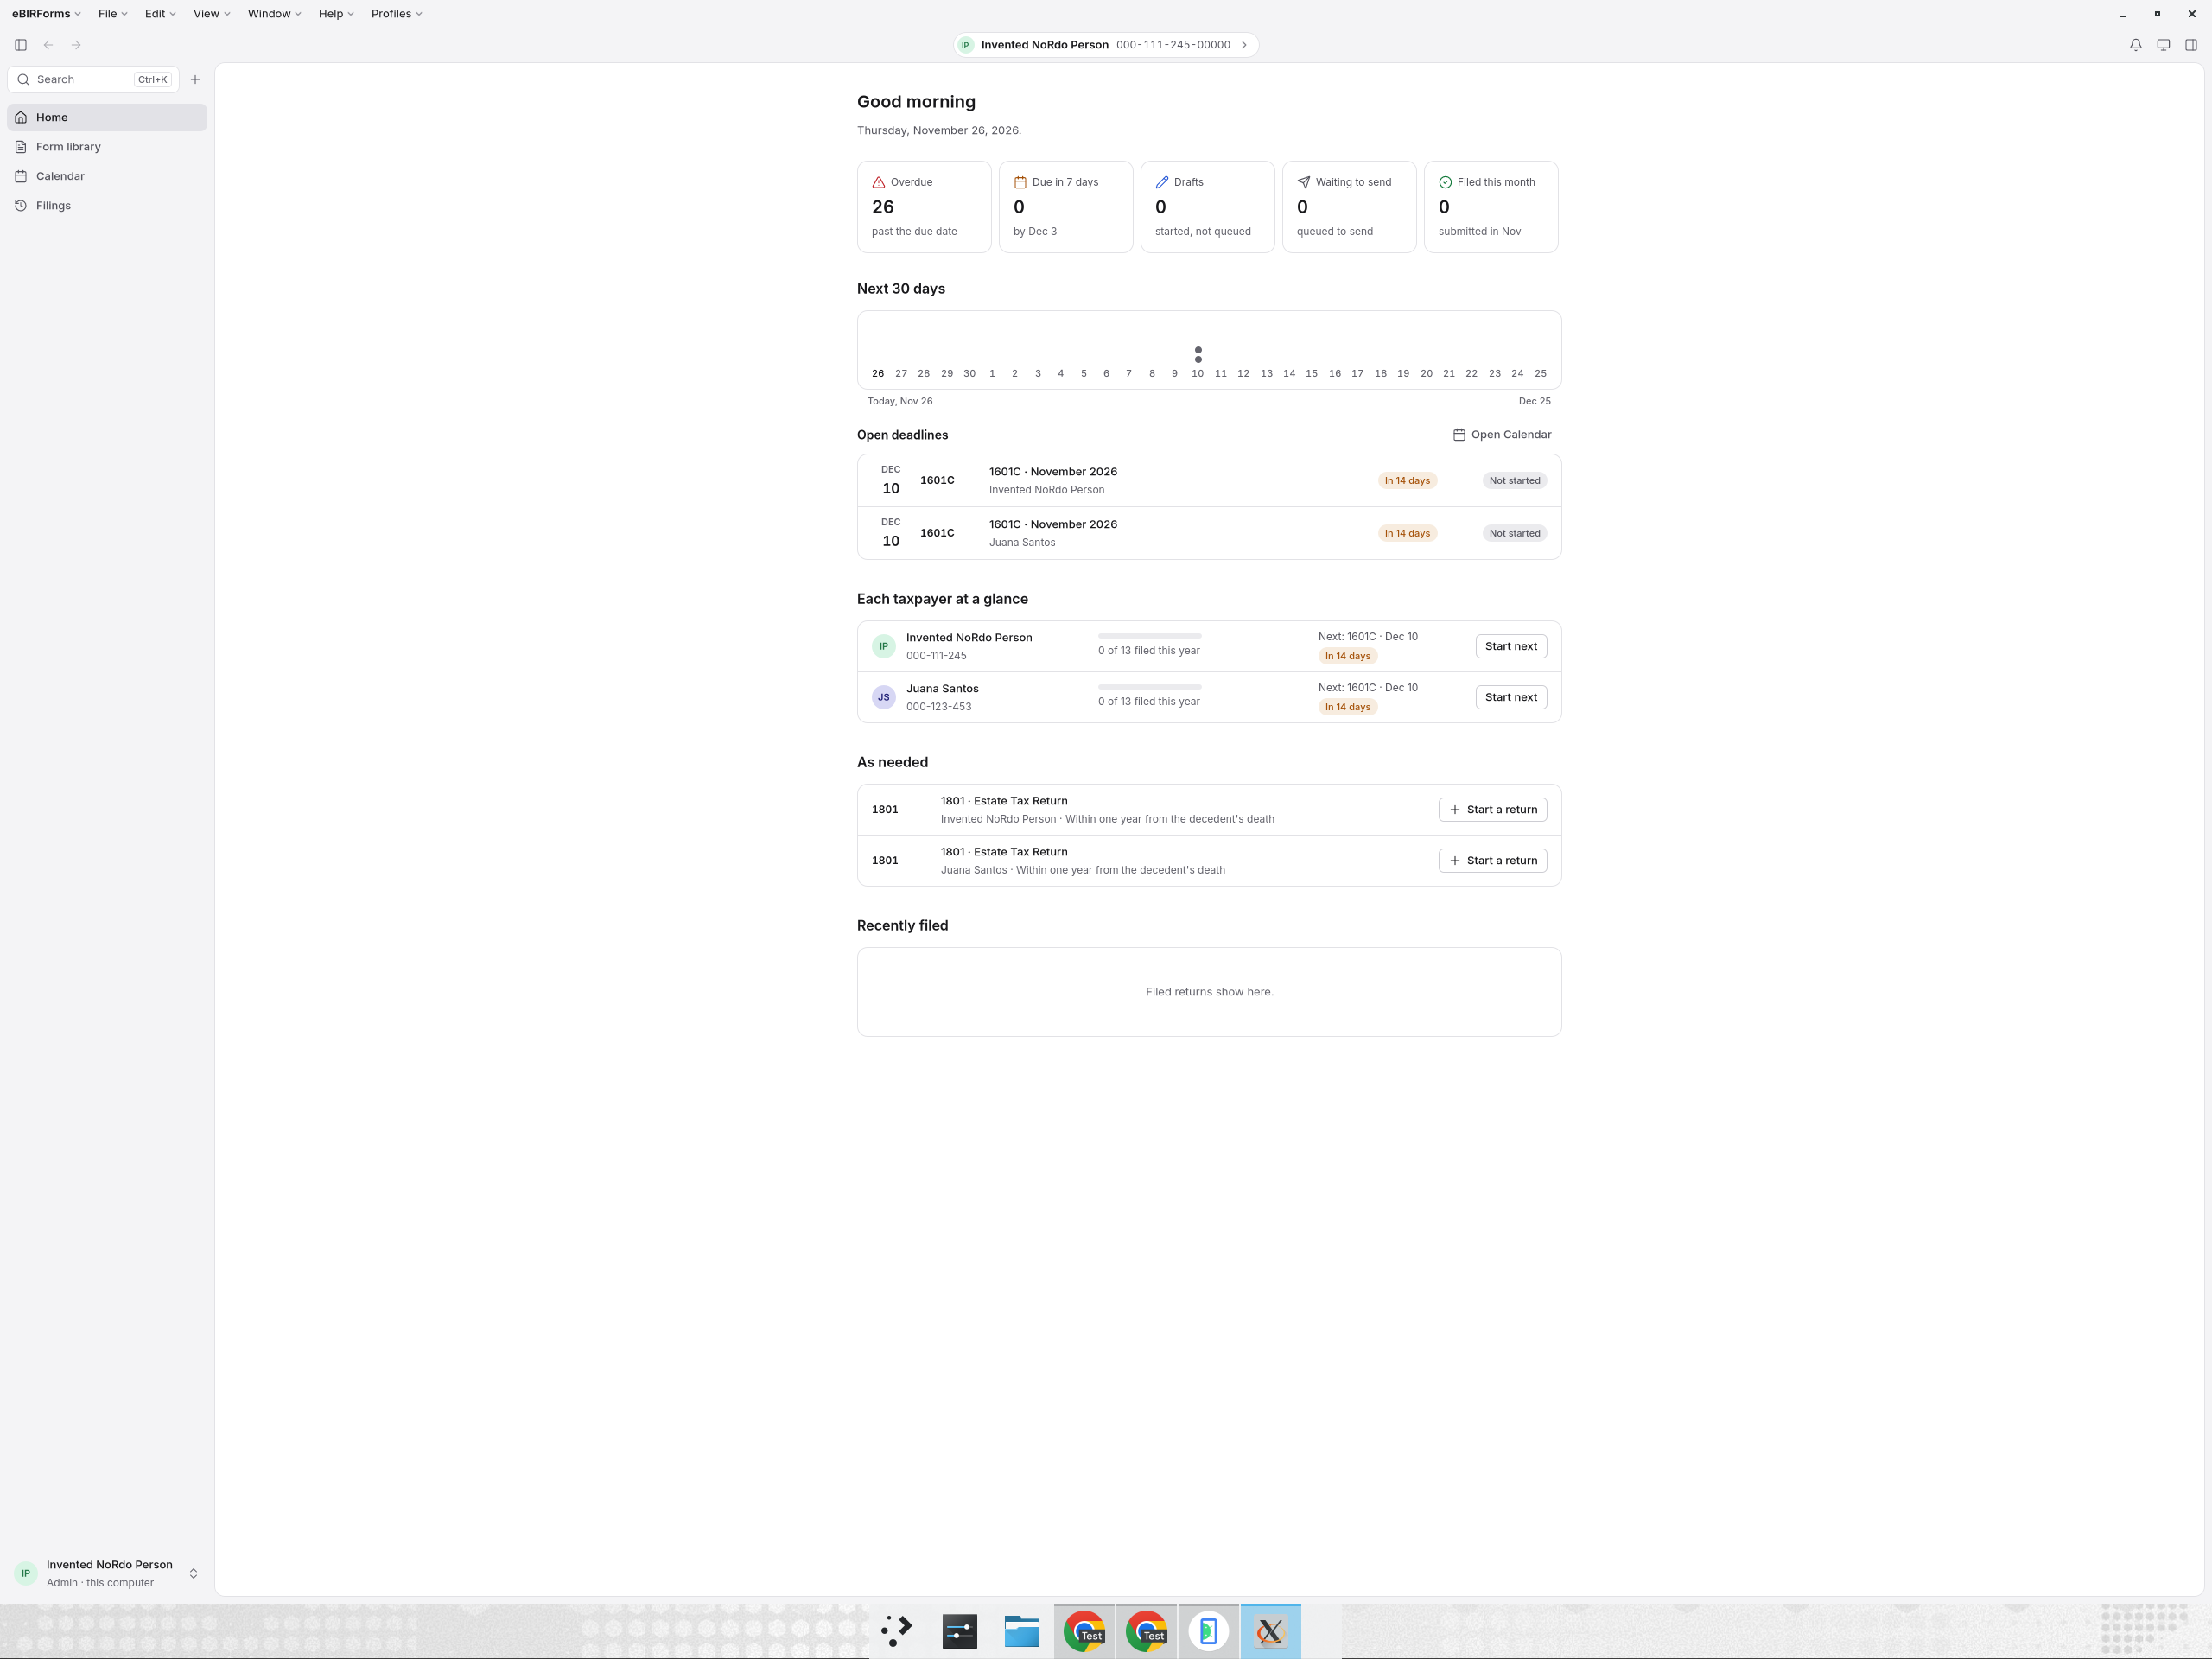 eBIRForms File Edit View Window Help Profiles
IP Invented NoRdo Person 000-111-245-00000
Search Ctrl+K
Home
Form library
Calendar
Filings
Good morning
Thursday, November 26, 2026.
Overdue
26
past the due date
Due in 7 days
0
by Dec 3
Drafts
0
started, not queued
Waiting to send
0
queued to send
Filed this month
0
submitted in Nov
Next 30 days
26 27 28 29 30 1 2 3 4 5 6 7 8 9 10 11 12 13 14 15 16 17 18 19 20 21 22 23 24 25
Today, Nov 26 Dec 25
Open deadlines Open Calendar
DEC
10
1601C
1601C · November 2026
Invented NoRdo Person
In 14 days
Not started
DEC
10
1601C
1601C · November 2026
Juana Santos
In 14 days
Not started
Each taxpayer at a glance
IP
Invented NoRdo Person
000-111-245
0 of 13 filed this year
Next: 1601C · Dec 10
In 14 days
Start next
JS
Juana Santos
000-123-453
0 of 13 filed this year
Next: 1601C · Dec 10
In 14 days
Start next
As needed
1801
1801 · Estate Tax Return
Invented NoRdo Person · Within one year from the decedent's death
Start a return
1801
1801 · Estate Tax Return
Juana Santos · Within one year from the decedent's death
Start a return
Recently filed
Filed returns show here.
IP
Invented NoRdo Person
Admin · this computer
Test
Test